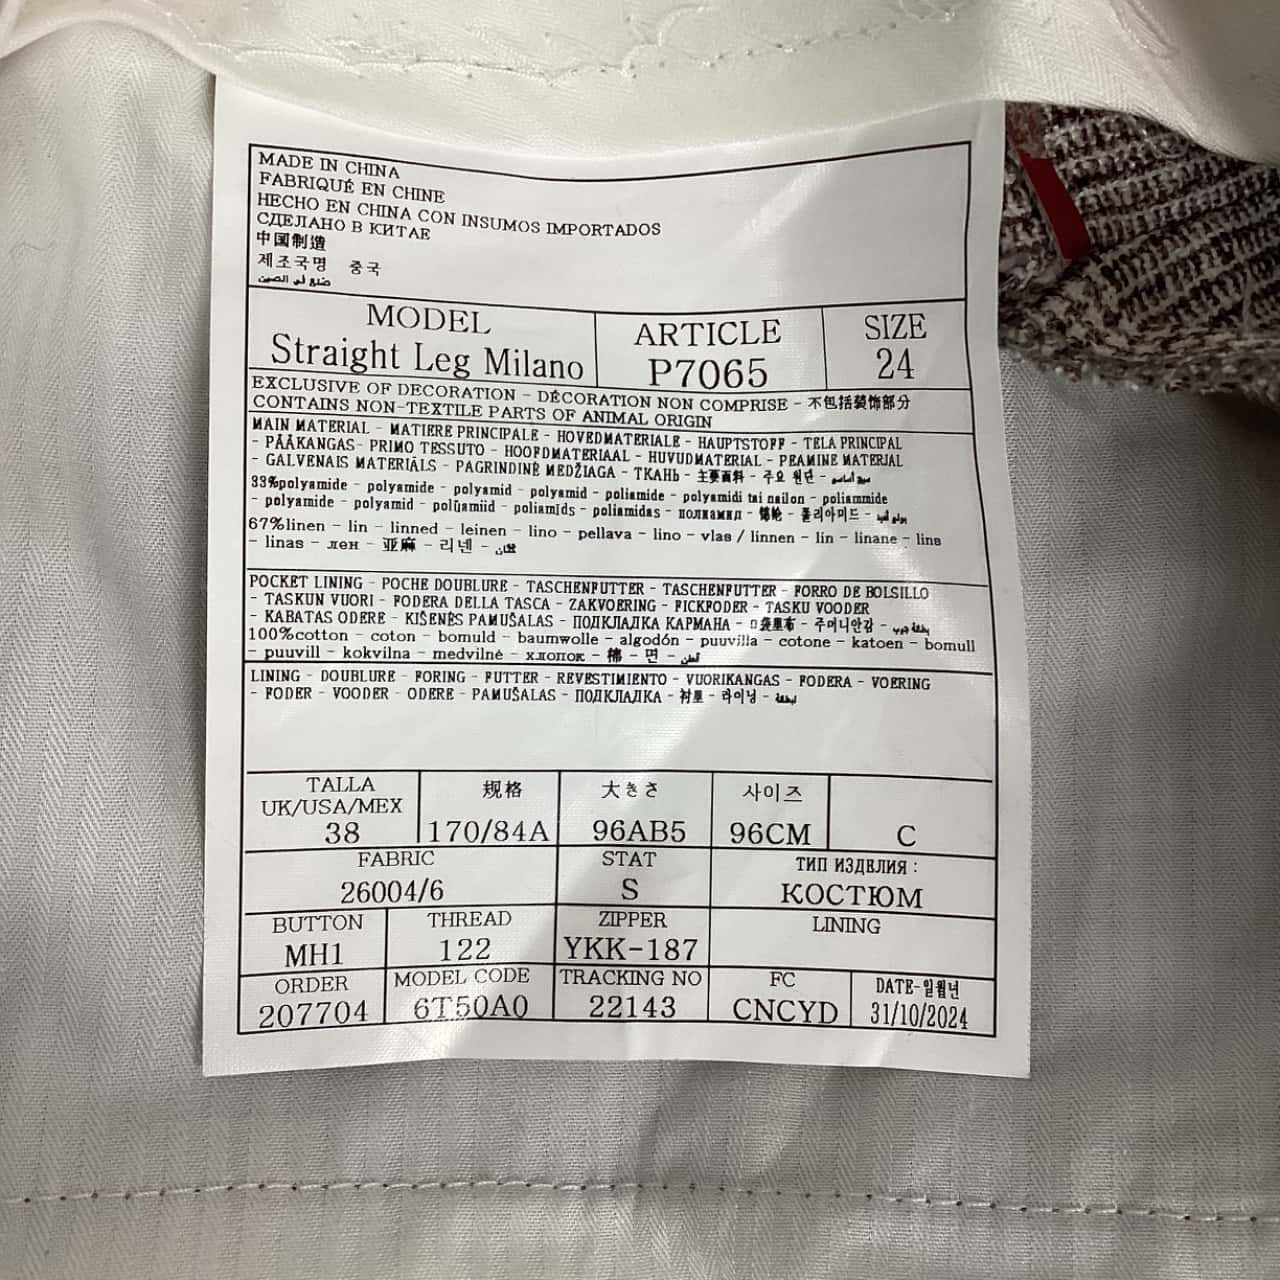 MADE IN CHINA
FABRIQUÉ EN CHINE
HECHO EN CHINA CON INSUMOS IMPORTADOS
СДЕЛАНО В КИТАЕ
中國制造
제조국명 중국
MODEL
Straight Leg Milano
ARTICLE
P7065
SIZE
24
EXCLUSIVE OF DECORATION - DÉCORATION NON COMPRISE - 不包括装饰部分
CONTAINS NON-TEXTILE PARTS OF ANIMAL ORIGIN
MAIN MATERIAL - MATIERE PRINCIPALE - HOVEDMATERIALE - HAUPTSTOFF - TELA PRINCIPAL
- PÄÄKANGAS- PRIMO TESSUTO - HOOFDMATERIAAL - HUVUDMATERIAL - PEAMINE MATERJAL
- GALVENAIS MATERIĀLS - PAGRINDINĖ MEDŽIAGA - ТКАНЬ - 主要面料 - 주요 원단 -
33%polyamide - polyamide - polyamid - polyamid - poliamide - polyamidi tai nailon - poliammide
- polyamide - polyamid - polüamiid - poliamīds - poliamidas - полиамид - 锦纶 - 폴리아미드 -
67%linen - lin - linned - leinen - lino - pellava - lino - vlas / linnen - lin - linane - lins
- linas - лен - 亚麻 - 리넨 -
POCKET LINING - POCHE DOUBLURE - TASCHENFUTTER - TASCHENFUTTER - FORRO DE BOLSILLO
- TASKUN VUORI - FODERA DELLA TASCA - ZAKVOERING - FICKFODER - TASKU VOODER
- KABATAS ODERE - KIŠENĖS PAMUŠALAS - ПОДКЛАДКА КАРМАНА - 口袋里布 - 주머니안감 -
100%cotton - coton - bomuld - baumwolle - algodón - puuvilla - cotone - katoen - bomull
- puuvill - kokvilna - medvilnė - хлопок - 棉 - 면 -
LINING - DOUBLURE - FORING - FUTTER - REVESTIMIENTO - VUORIKANGAS - FODERA - VOERING
- FODER - VOODER - ODERE - PAMUŠALAS - ПОДКЛАДКА - 衬里 - 라이닝 -
TALLA
UK/USA/MEX
38
规格
170/84A
大きさ
96AB5
사이즈
96CM
C
FABRIC
26004/6
STAT
S
ТИП ИЗДЕЛИЯ :
КОСТЮМ
BUTTON
MH1
THREAD
122
ZIPPER
YKK-187
LINING
ORDER
207704
MODEL CODE
6T50A0
TRACKING NO
22143
FC
CNCYD
DATE-일월년
31/10/2024